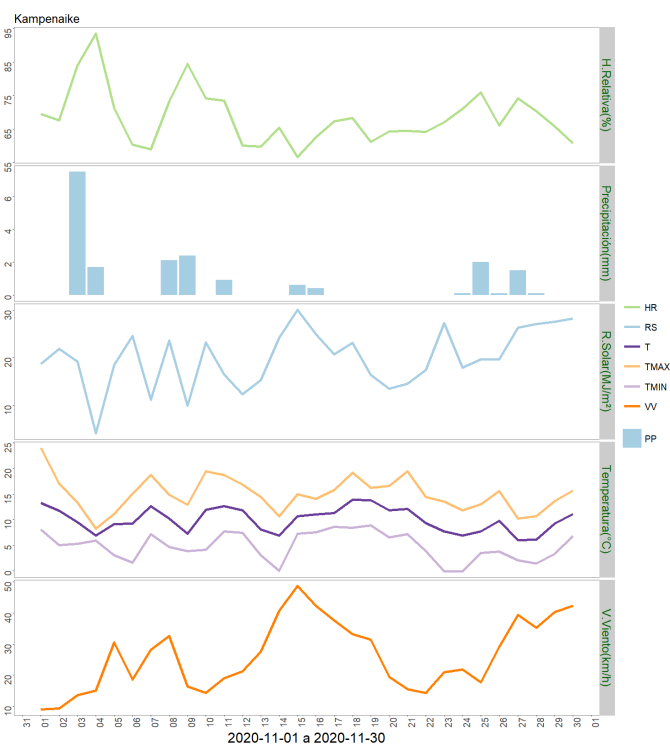 Kampenaike
95
85
75
65
55
H.Relativa(%)
6
4
2
0
Precipitación(mm)
30
20
10
R.Solar(MJ/m²)
25
20
15
10
5
0
Temperatura(°C)
50
40
30
20
10
V.Viento(km/h)
31 01 02 03 04 05 06 07 08 09 10 11 12 13 14 15 16 17 18 19 20 21 22 23 24 25 26 27 28 29 30 01
2020-11-01 a 2020-11-30
HR
RS
T
TMAX
TMIN
VV
PP